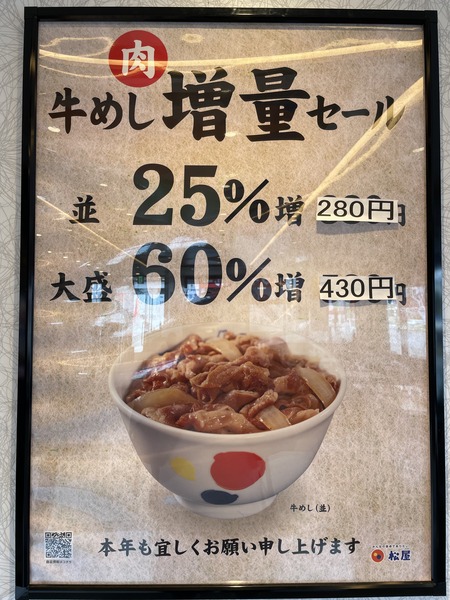 肉
牛めし増量セール
並 25%増 280円
大盛 60%増 430円
牛めし(並)
本年も宜しくお願い申し上げます
松屋